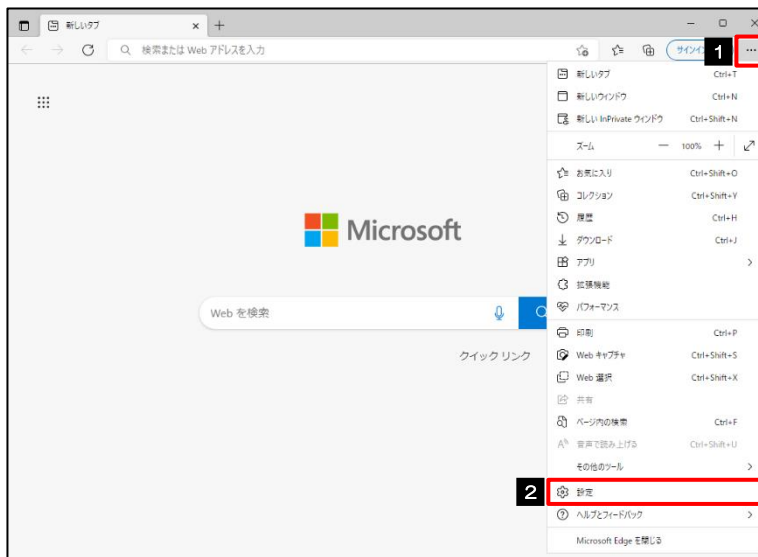 新しいタブ
検索または Web アドレスを入力
サインイン
1
新しいタブ Ctrl+T
新しいウィンドウ Ctrl+N
新しい InPrivate ウィンドウ Ctrl+Shift+N
ズーム 100%
お気に入り Ctrl+Shift+O
コレクション Ctrl+Shift+Y
履歴 Ctrl+H
ダウンロード Ctrl+J
アプリ
拡張機能
パフォーマンス
印刷 Ctrl+P
Web キャプチャ Ctrl+Shift+S
Web 選択 Ctrl+Shift+X
共有
ページ内の検索 Ctrl+F
音声で読み上げる Ctrl+Shift+U
その他のツール
2 設定
ヘルプとフィードバック
Microsoft Edge を閉じる
Microsoft
Web を検索
クイック リンク